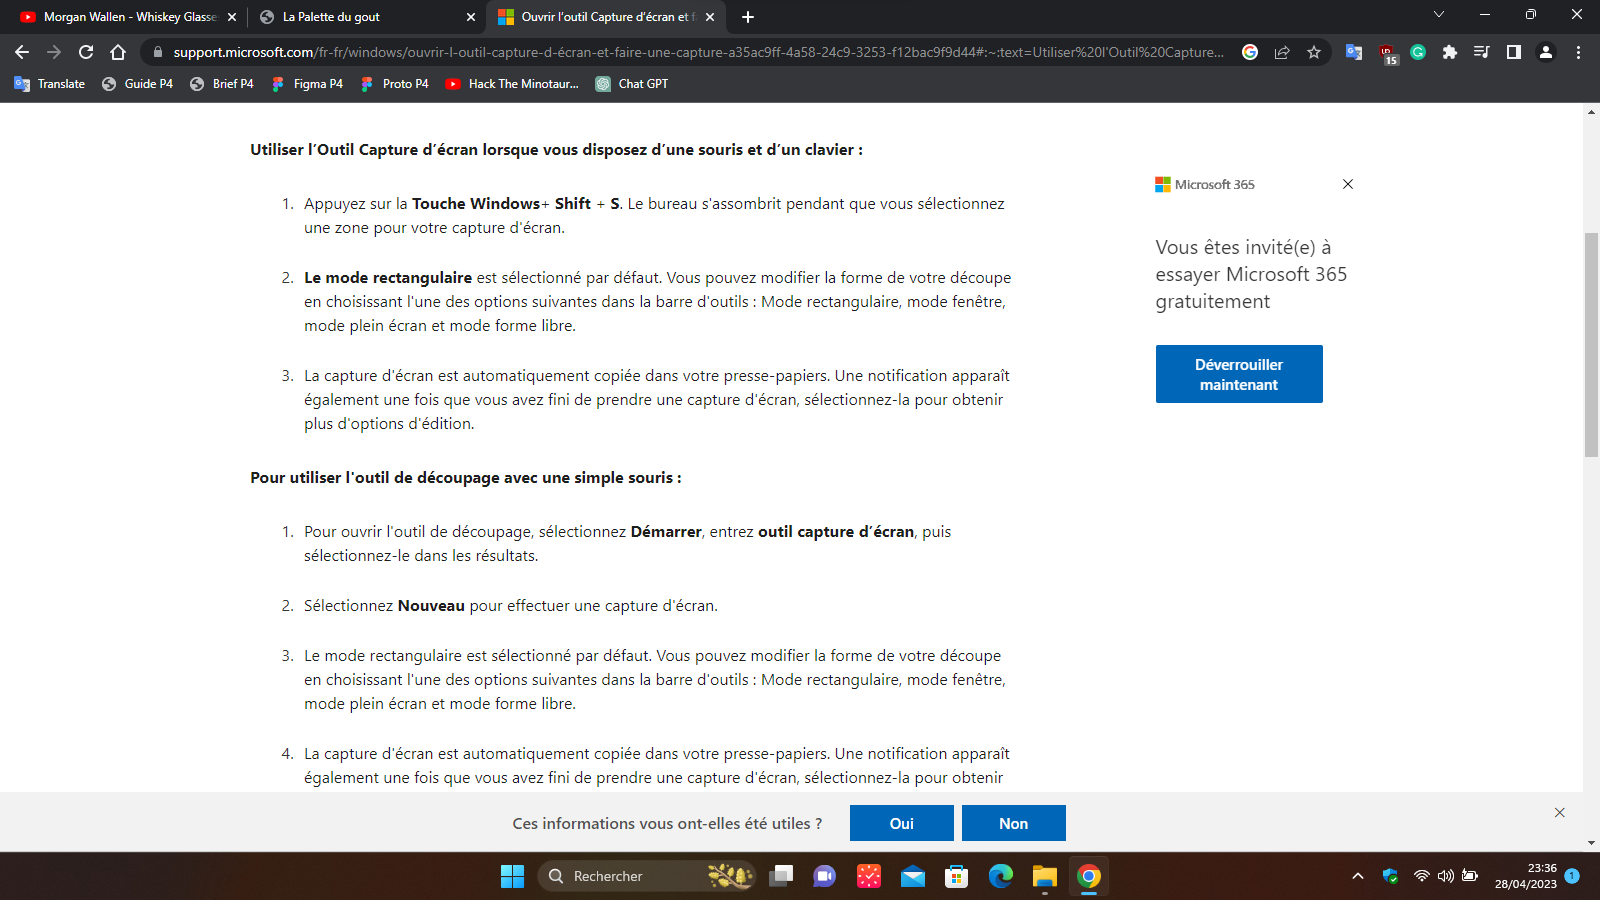 Morgan Wallen - Whiskey Glasse
La Palette du gout
Ouvrir l'outil Capture d'écran et f
support.microsoft.com/fr-fr/windows/ouvrir-l-outil-capture-d-écran-et-faire-une-capture-a35ac9ff-4a58-24c9-3253-f12bac9f9d44#:~:text=Utiliser%20l'Outil%20Capture...
15
Translate
Guide P4
Brief P4
Figma P4
Proto P4
Hack The Minotaur...
Chat GPT
Utiliser l’Outil Capture d’écran lorsque vous disposez d’une souris et d’un clavier :
1. Appuyez sur la Touche Windows+ Shift + S. Le bureau s'assombrit pendant que vous sélectionnez
une zone pour votre capture d'écran.
2. Le mode rectangulaire est sélectionné par défaut. Vous pouvez modifier la forme de votre découpe
en choisissant l'une des options suivantes dans la barre d'outils : Mode rectangulaire, mode fenêtre,
mode plein écran et mode forme libre.
3. La capture d'écran est automatiquement copiée dans votre presse-papiers. Une notification apparaît
également une fois que vous avez fini de prendre une capture d'écran, sélectionnez-la pour obtenir
plus d'options d'édition.
Pour utiliser l'outil de découpage avec une simple souris :
1. Pour ouvrir l'outil de découpage, sélectionnez Démarrer, entrez outil capture d’écran, puis
sélectionnez-le dans les résultats.
2. Sélectionnez Nouveau pour effectuer une capture d'écran.
3. Le mode rectangulaire est sélectionné par défaut. Vous pouvez modifier la forme de votre découpe
en choisissant l'une des options suivantes dans la barre d'outils : Mode rectangulaire, mode fenêtre,
mode plein écran et mode forme libre.
4. La capture d'écran est automatiquement copiée dans votre presse-papiers. Une notification apparaît
également une fois que vous avez fini de prendre une capture d'écran, sélectionnez-la pour obtenir
Microsoft 365
Vous êtes invité(e) à
essayer Microsoft 365
gratuitement
Déverrouiller
maintenant
Ces informations vous ont-elles été utiles ?
Oui
Non
Rechercher
23:36
28/04/2023
1